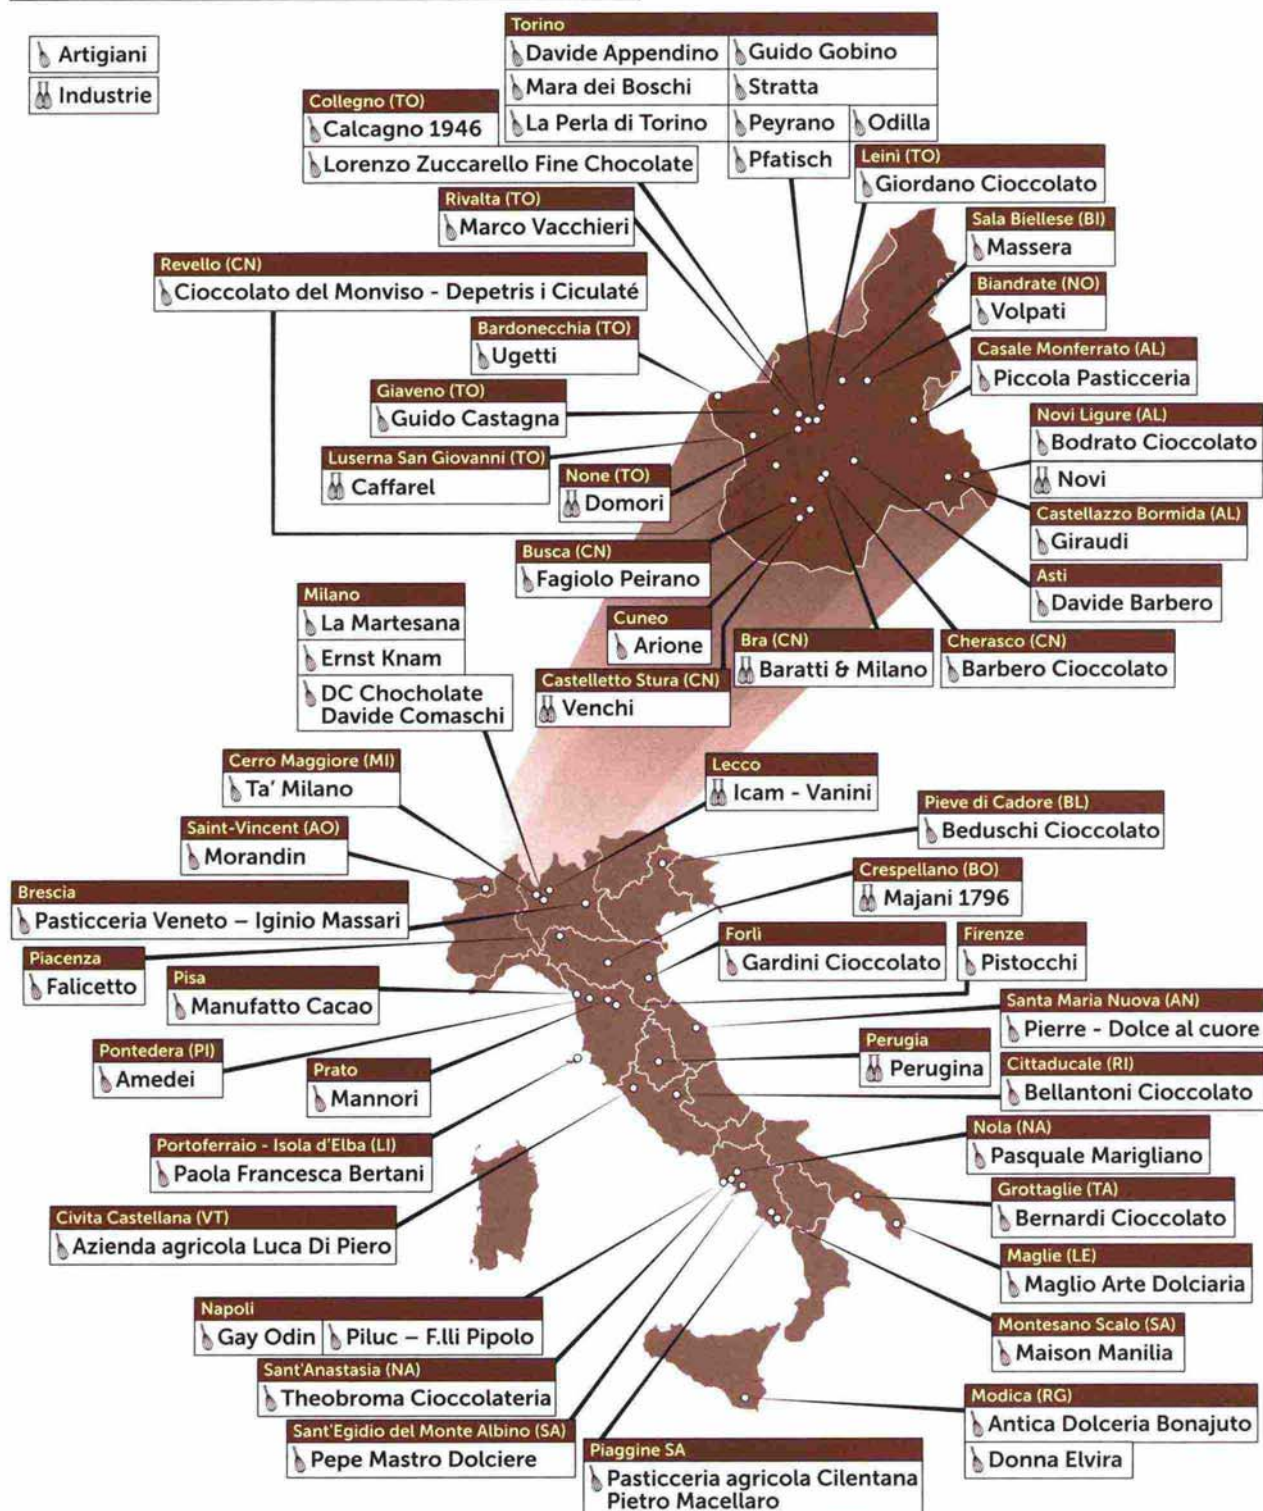 Artigiani
Industrie
Torino
Davide Appendino
Guido Gobino
Mara dei Boschi
Stratta
La Perla di Torino
Peyrano
Odilla
Pfatisch
Collegno (TO)
Calcagno 1946
Lorenzo Zuccarello Fine Chocolate
Leinì (TO)
Giordano Cioccolato
Rivalta (TO)
Marco Vacchieri
Sala Biellese (BI)
Massera
Revello (CN)
Cioccolato del Monviso - Depetris i Ciculaté
Biandrate (NO)
Volpati
Bardonecchia (TO)
Ugetti
Casale Monferrato (AL)
Piccola Pasticceria
Giaveno (TO)
Guido Castagna
Novi Ligure (AL)
Bodrato Cioccolato
Novi
Luserna San Giovanni (TO)
Caffarel
None (TO)
Domori
Castellazzo Bormida (AL)
Giraudi
Busca (CN)
Fagiolo Peirano
Asti
Davide Barbero
Milano
La Martesana
Ernst Knam
DC Chocholate
Davide Comaschi
Cuneo
Arione
Bra (CN)
Baratti & Milano
Cherasco (CN)
Barbero Cioccolato
Castelletto Stura (CN)
Venchi
Cerro Maggiore (MI)
Ta' Milano
Lecco
Icam - Vanini
Pieve di Cadore (BL)
Beduschi Cioccolato
Saint-Vincent (AO)
Morandin
Crespellano (BO)
Majani 1796
Brescia
Pasticceria Veneto – Iginio Massari
Forlì
Gardini Cioccolato
Firenze
Pistocchi
Piacenza
Falicetto
Pisa
Manufatto Cacao
Santa Maria Nuova (AN)
Pierre - Dolce al cuore
Pontedera (PI)
Amedei
Prato
Mannori
Perugia
Perugina
Cittaducale (RI)
Bellantoni Cioccolato
Portoferraio - Isola d'Elba (LI)
Paola Francesca Bertani
Nola (NA)
Pasquale Marigliano
Grottaglie (TA)
Bernardi Cioccolato
Civita Castellana (VT)
Azienda agricola Luca Di Piero
Maglie (LE)
Maglio Arte Dolciaria
Napoli
Gay Odin
Piluc – F.lli Pipolo
Montesano Scalo (SA)
Maison Manilia
Sant'Anastasia (NA)
Theobroma Cioccolateria
Modica (RG)
Antica Dolceria Bonajuto
Donna Elvira
Sant'Egidio del Monte Albino (SA)
Pepe Mastro Dolciere
Piaggine SA
Pasticceria agricola Cilentana
Pietro Macellaro